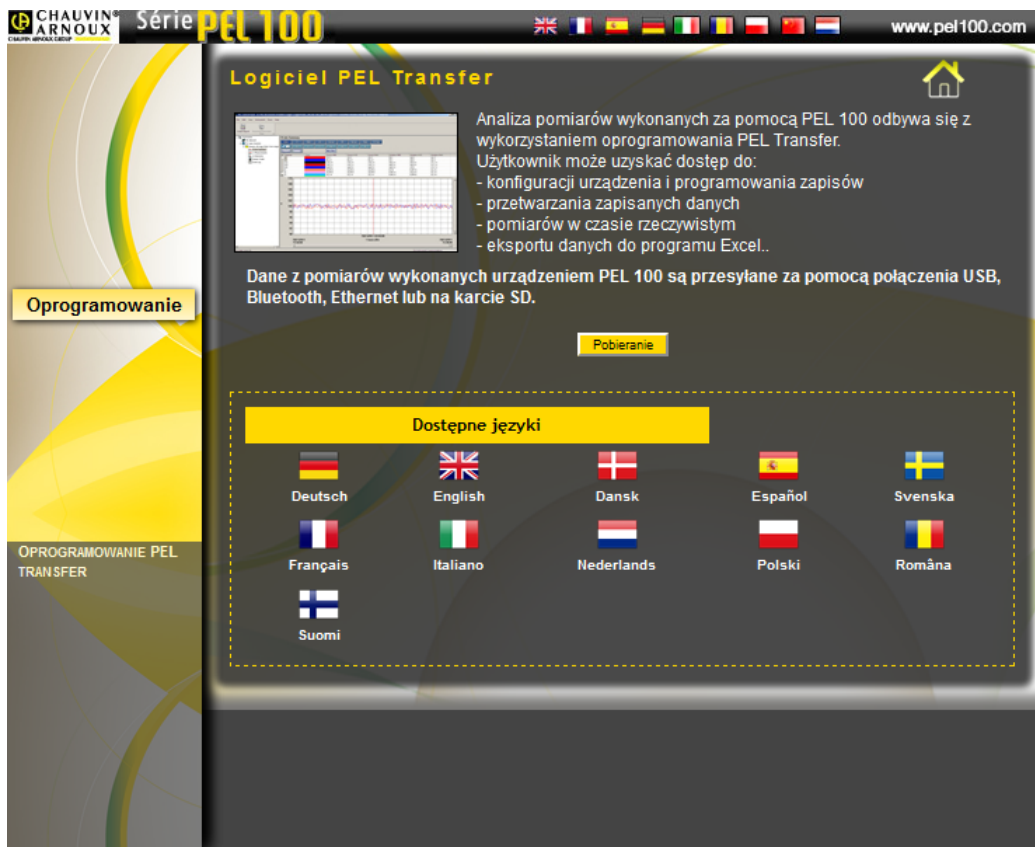 CHAUVIN®
ARNOUX
CHAUVIN ARNOUX GROUP
Série PEL 100
www.pel100.com
Logiciel PEL Transfer
Analiza pomiarów wykonanych za pomocą PEL 100 odbywa się z
wykorzystaniem oprogramowania PEL Transfer.
Użytkownik może uzyskać dostęp do:
- konfiguracji urządzenia i programowania zapisów
- przetwarzania zapisanych danych
- pomiarów w czasie rzeczywistym
- eksportu danych do programu Excel..
Dane z pomiarów wykonanych urządzeniem PEL 100 są przesyłane za pomocą połączenia USB,
Bluetooth, Ethernet lub na karcie SD.
Oprogramowanie
Pobieranie
Dostępne języki
Deutsch English Dansk Español Svenska
Français Italiano Nederlands Polski Româna
Suomi
OPROGRAMOWANIE PEL
TRANSFER